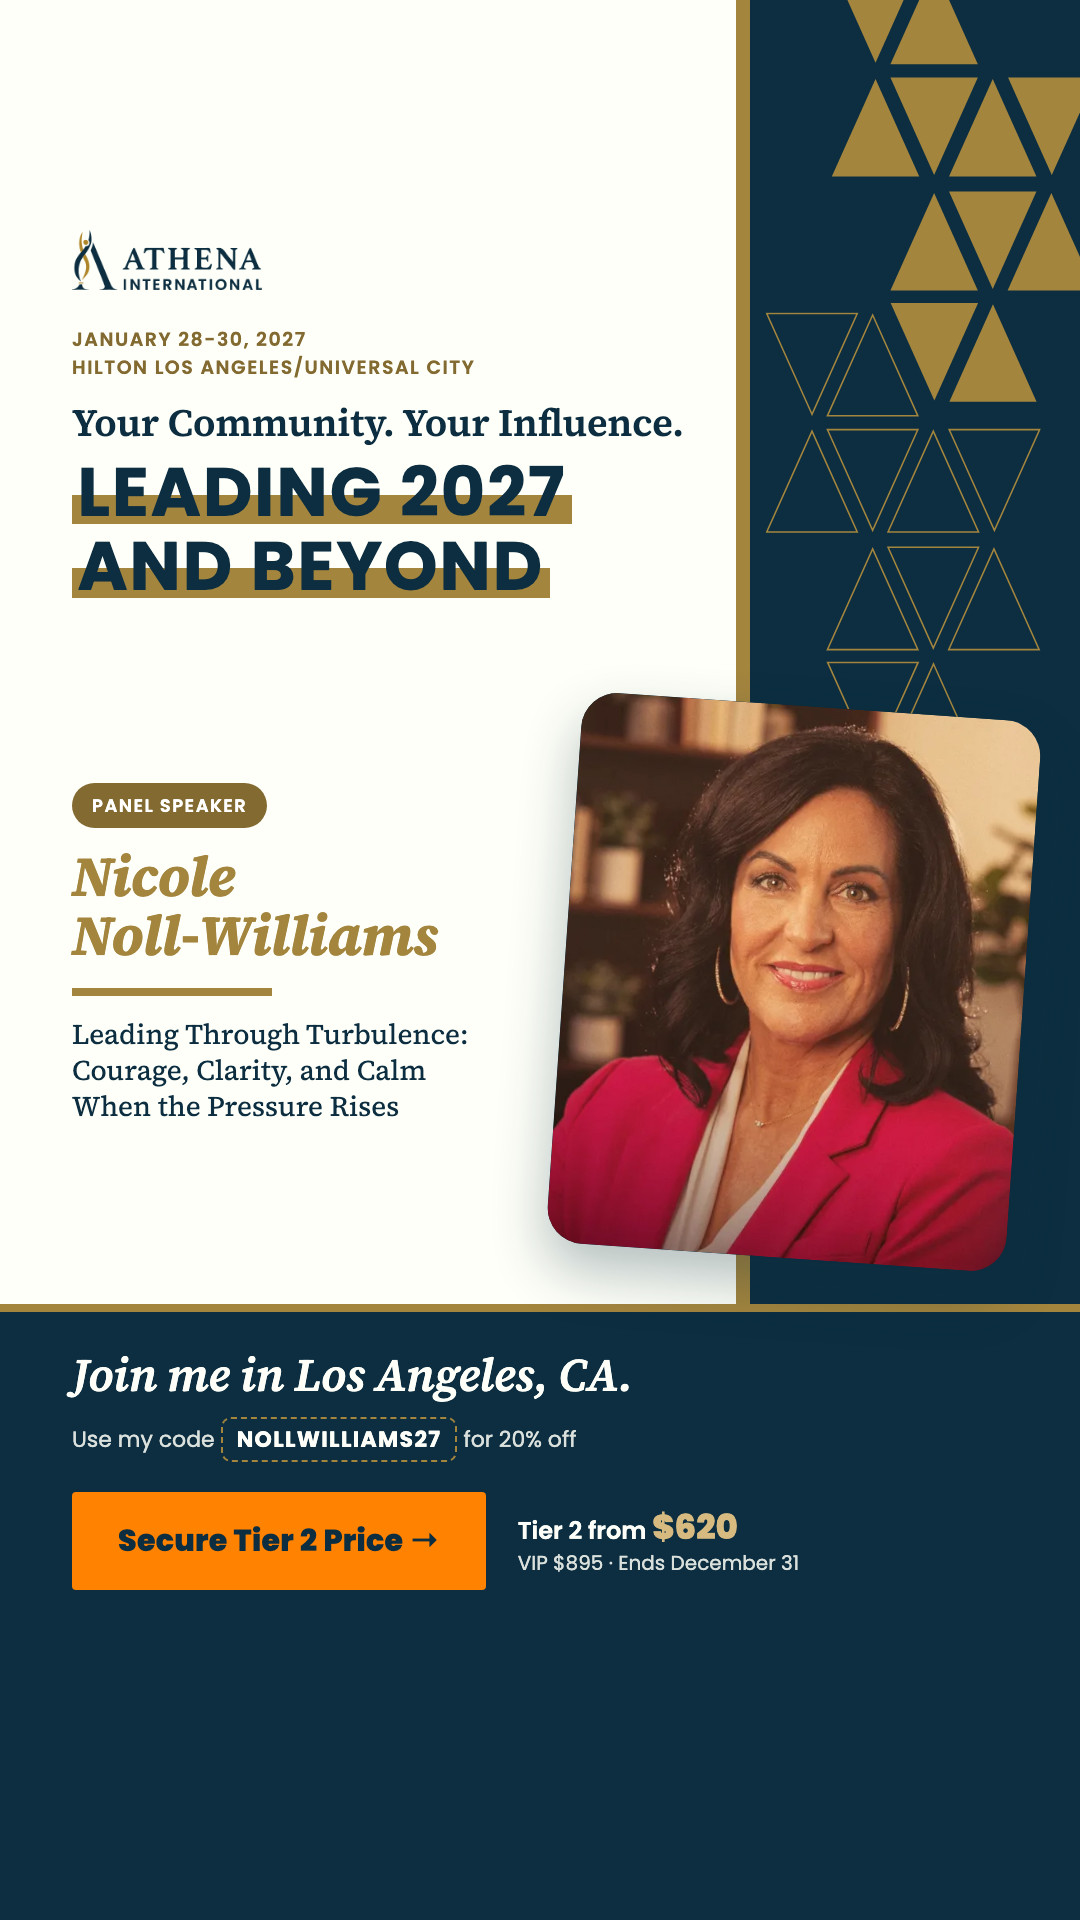 ATHENA
INTERNATIONAL
JANUARY 28-30, 2027
HILTON LOS ANGELES/UNIVERSAL CITY
Your Community. Your Influence.
LEADING 2027
AND BEYOND
PANEL SPEAKER
Nicole
Noll-Williams
Leading Through Turbulence:
Courage, Clarity, and Calm
When the Pressure Rises
Join me in Los Angeles, CA.
Use my code NOLLWILLIAMS27 for 20% off
Secure Tier 2 Price →
Tier 2 from $620
VIP $895 · Ends December 31